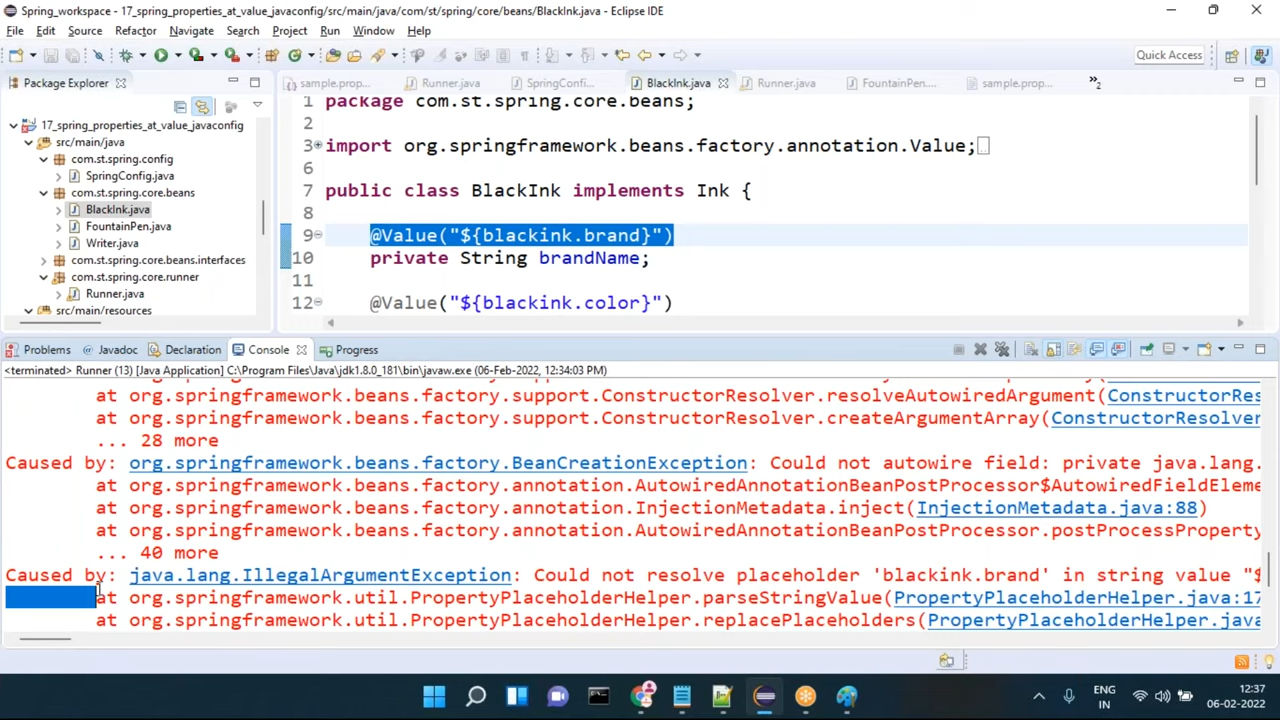 Spring_workspace - 17_spring_properties_at_value_javaconfig/src/main/java/com/st/spring/core/beans/BlackInk.java - Eclipse IDE
File Edit Source Refactor Navigate Search Project Run Window Help
Quick Access
Package Explorer
sample.prop... Runner.java SpringConfi... BlackInk.java Runner.java FountainPen.... sample.prop... »2
17_spring_properties_at_value_javaconfig
src/main/java
com.st.spring.config
SpringConfig.java
com.st.spring.core.beans
BlackInk.java
FountainPen.java
Writer.java
com.st.spring.core.beans.interfaces
com.st.spring.core.runner
Runner.java
src/main/resources
1 package com.st.spring.core.beans;
2
3 import org.springframework.beans.factory.annotation.Value;
6
7 public class BlackInk implements Ink {
8
9 @Value("${blackink.brand}")
10 private String brandName;
11
12 @Value("${blackink.color}")
Problems @ Javadoc Declaration Console Progress
<terminated> Runner (13) [Java Application] C:\Program Files\Java\jdk1.8.0_181\bin\javaw.exe (06-Feb-2022, 12:34:03 PM)
at org.springframework.beans.factory.support.ConstructorResolver.resolveAutowiredArgument(ConstructorRes
at org.springframework.beans.factory.support.ConstructorResolver.createArgumentArray(ConstructorResolver
... 28 more
Caused by: org.springframework.beans.factory.BeanCreationException: Could not autowire field: private java.lang.
at org.springframework.beans.factory.annotation.AutowiredAnnotationBeanPostProcessor$AutowiredFieldEleme
at org.springframework.beans.factory.annotation.InjectionMetadata.inject(InjectionMetadata.java:88)
at org.springframework.beans.factory.annotation.AutowiredAnnotationBeanPostProcessor.postProcessProperty
... 40 more
Caused by: java.lang.IllegalArgumentException: Could not resolve placeholder 'blackink.brand' in string value "$
at org.springframework.util.PropertyPlaceholderHelper.parseStringValue(PropertyPlaceholderHelper.java:17
at org.springframework.util.PropertyPlaceholderHelper.replacePlaceholders(PropertyPlaceholderHelper.java
ENG
IN
12:37
06-02-2022